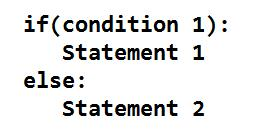 if(condition 1):
   Statement 1
else:
   Statement 2